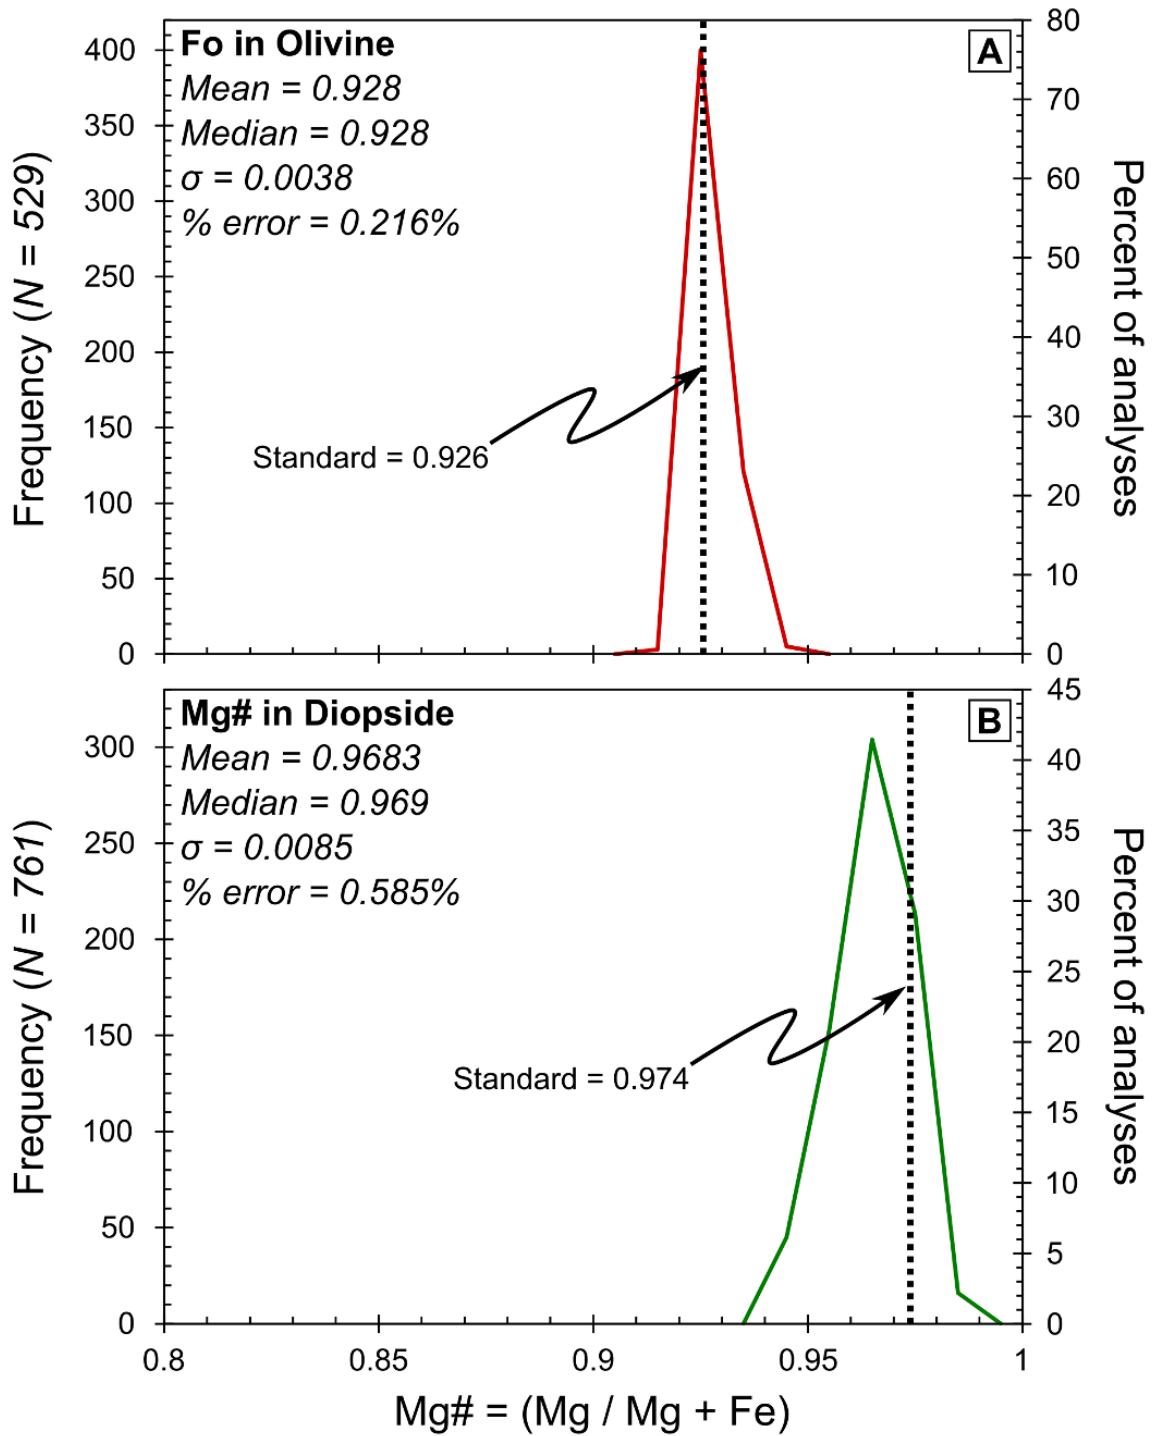 Fo in Olivine
Mean = 0.928
Median = 0.928
σ = 0.0038
% error = 0.216%
A
Standard = 0.926
Frequency (N = 529)
400
350
300
250
200
150
100
50
0
80
70
60
50
40
30
20
10
0
Percent of analyses
Mg# in Diopside
Mean = 0.9683
Median = 0.969
σ = 0.0085
% error = 0.585%
B
Standard = 0.974
Frequency (N = 761)
300
250
200
150
100
50
0
45
40
35
30
25
20
15
10
5
0
Percent of analyses
0.8 0.85 0.9 0.95 1
Mg# = (Mg / Mg + Fe)